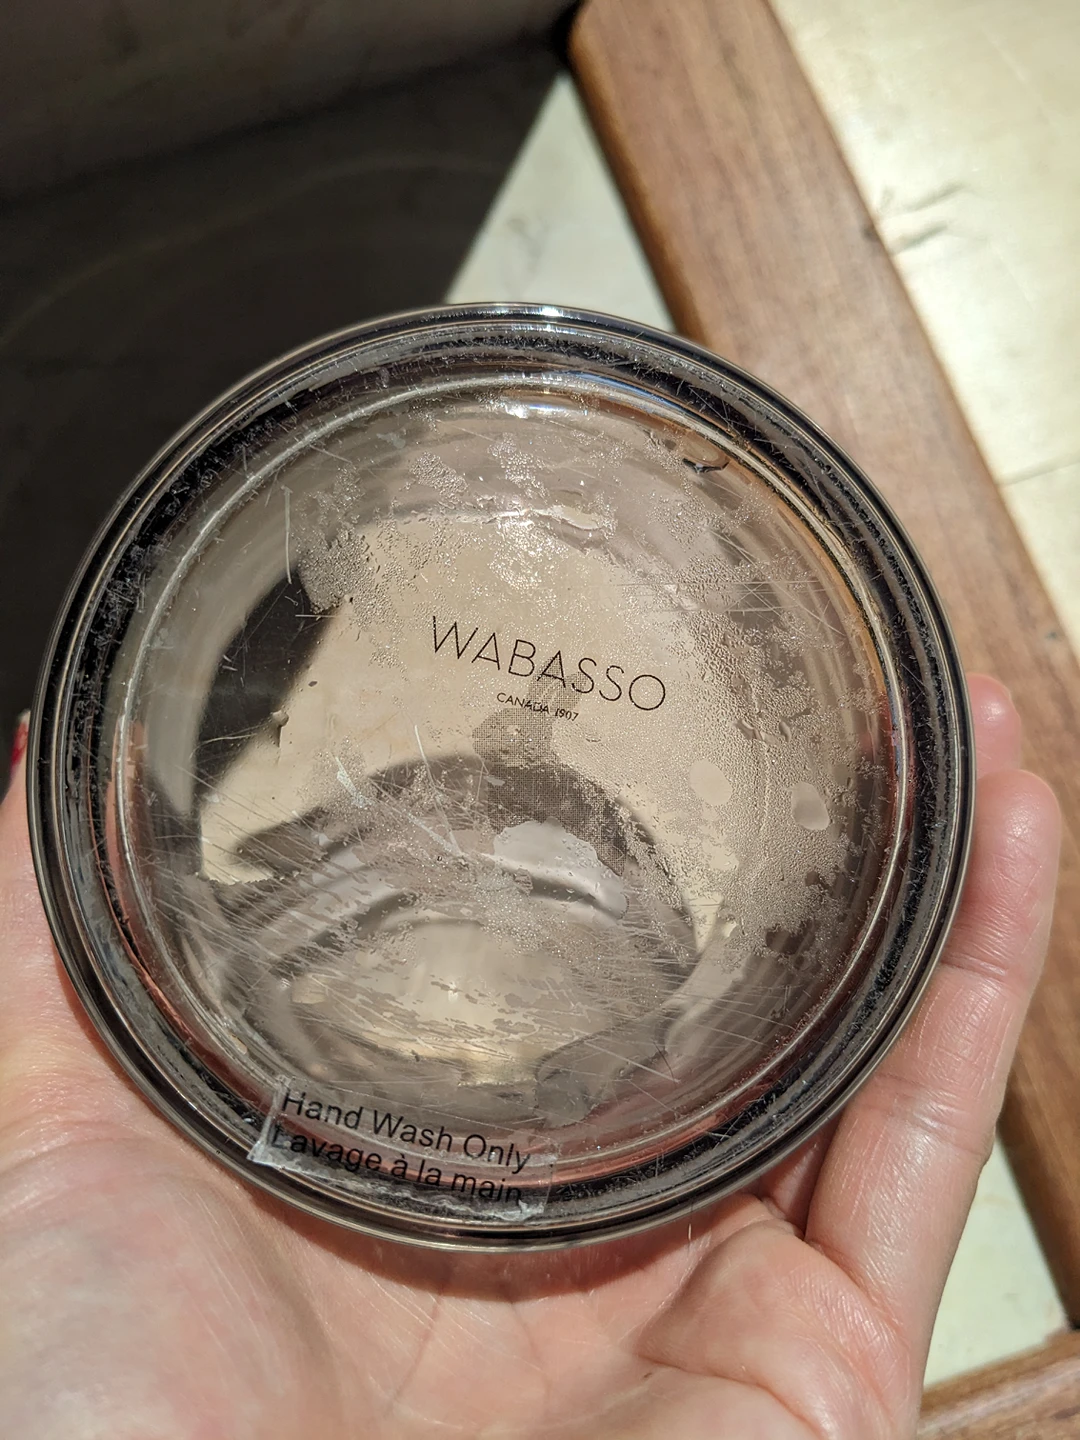 WABASSO
CANADA 1907
Hand Wash Only
Lavage à la main